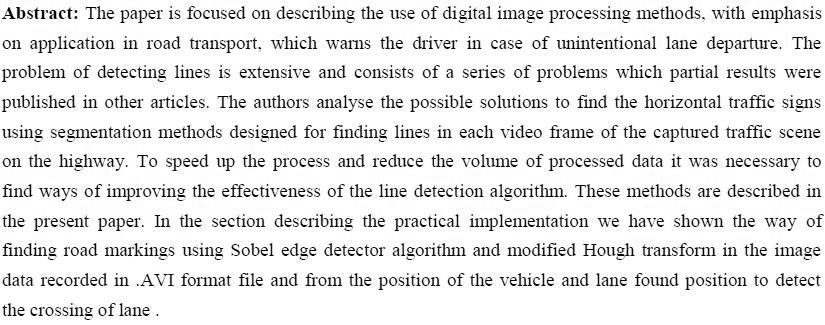 Abstract: The paper is focused on describing the use of digital image processing methods, with emphasis
on application in road transport, which warns the driver in case of unintentional lane departure. The
problem of detecting lines is extensive and consists of a series of problems which partial results were
published in other articles. The authors analyse the possible solutions to find the horizontal traffic signs
using segmentation methods designed for finding lines in each video frame of the captured traffic scene
on the highway. To speed up the process and reduce the volume of processed data it was necessary to
find ways of improving the effectiveness of the line detection algorithm. These methods are described in
the present paper. In the section describing the practical implementation we have shown the way of
finding road markings using Sobel edge detector algorithm and modified Hough transform in the image
data recorded in .AVI format file and from the position of the vehicle and lane found position to detect
the crossing of lane .